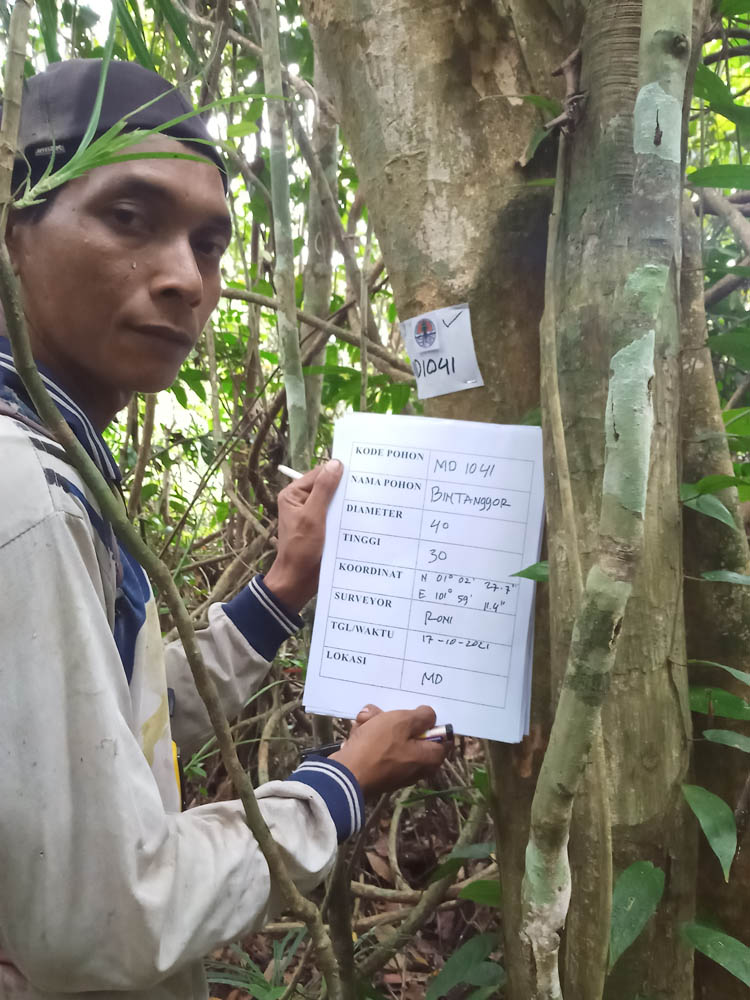 D1041
KODE POHON MD 1041
NAMA POHON BINTANGGOR
DIAMETER 40
TINGGI 30
KOORDINAT N 01° 02' 27.7"
E 101° 59' 11.4"
SURVEYOR RONI
TGL/WAKTU 17-10-2021
LOKASI MD